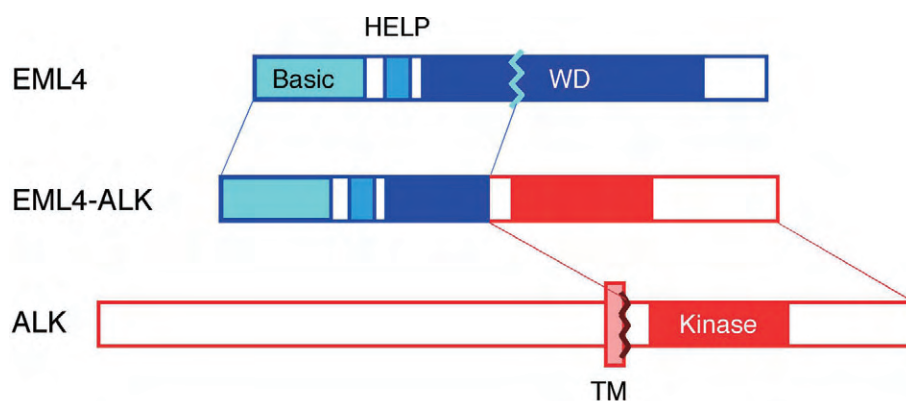 HELP
EML4
Basic
WD
EML4-ALK
ALK
Kinase
TM